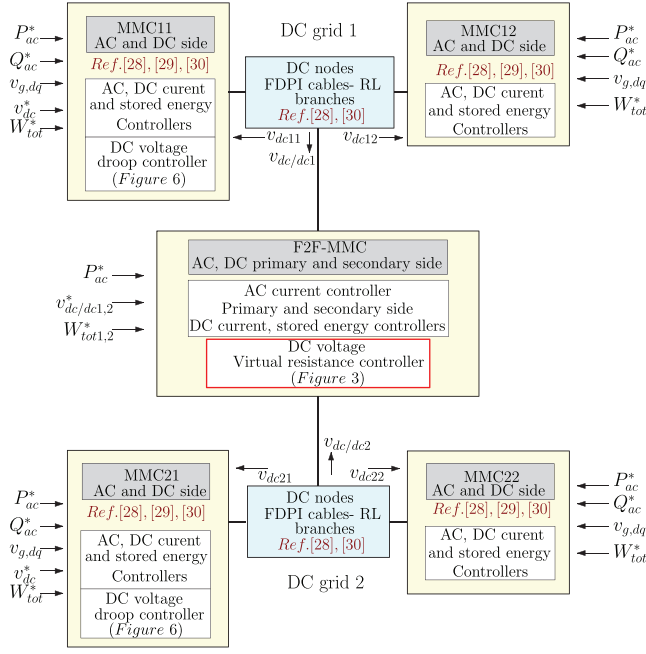 DC grid 1
P*ac
Q*ac
vg,dq
v*dc
W*tot
MMC11
AC and DC side
Ref.[28],[29],[30]
AC, DC curent
and stored energy
Controllers
DC voltage
droop controller
(Figure 6)
DC nodes
FDPI cables- RL
branches
Ref.[28],[30]
vdc11
vdc12
vdc/dc1
MMC12
AC and DC side
Ref.[28],[29],[30]
AC, DC curent
and stored energy
Controllers
P*ac
Q*ac
vg,dq
W*tot
P*ac
v*dc/dc1,2
W*tot1,2
F2F-MMC
AC, DC primary and secondary side
AC current controller
Primary and secondary side
DC current, stored energy controllers
DC voltage
Virtual resistance controller
(Figure 3)
vdc/dc2
vdc21
vdc22
P*ac
Q*ac
vg,dq
v*dc
W*tot
MMC21
AC and DC side
Ref.[28],[29],[30]
AC, DC curent
and stored energy
Controllers
DC voltage
droop controller
(Figure 6)
DC nodes
FDPI cables- RL
branches
Ref.[28],[30]
DC grid 2
MMC22
AC and DC side
Ref.[28],[29],[30]
AC, DC curent
and stored energy
Controllers
P*ac
Q*ac
vg,dq
W*tot